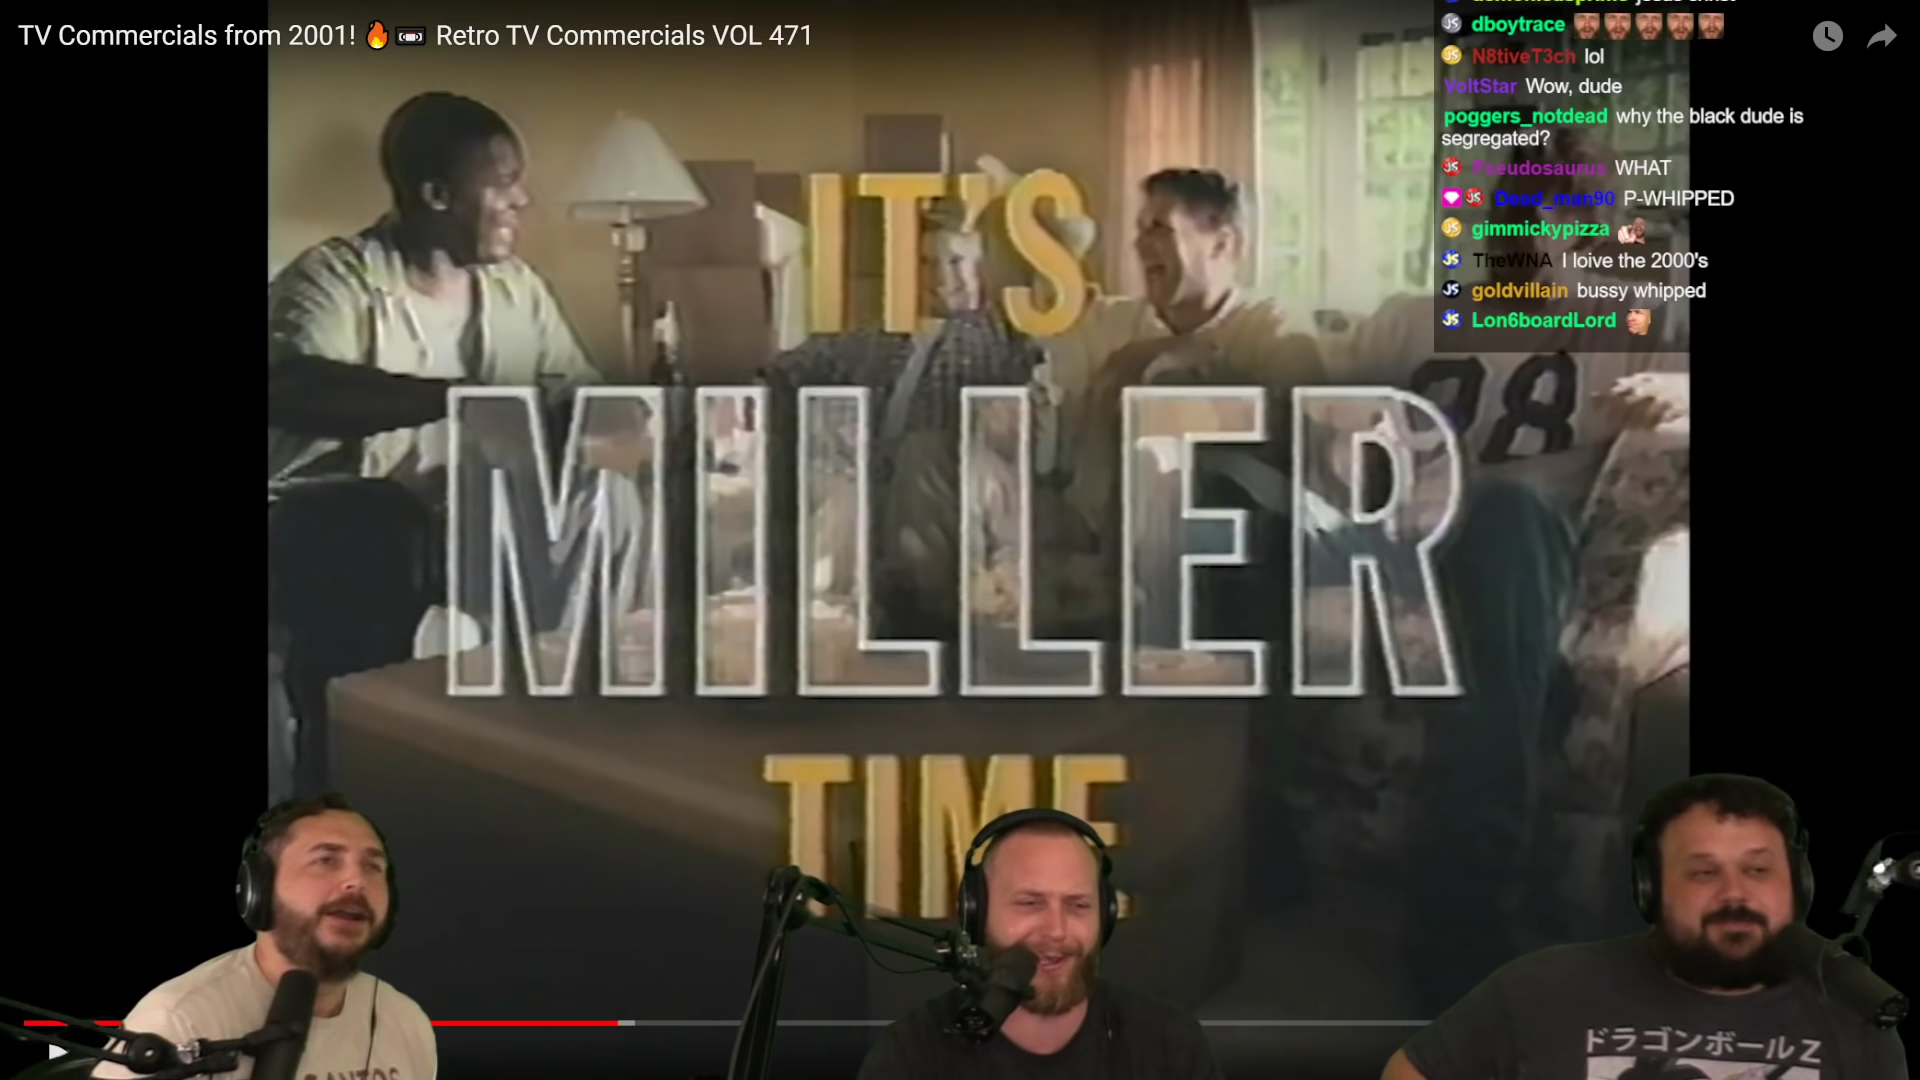 TV Commercials from 2001! 🔥📼 Retro TV Commercials VOL 471
dboytrace
N8tiveT3ch lol
VoltStar Wow, dude
poggers_notdead why the black dude is
segregated?
Pseudosaurus WHAT
Dead_man90 P-WHIPPED
gimmickypizza
TheWNA I loive the 2000's
goldvillain bussy whipped
Lon6boardLord
IT'S
98
MILLER
TIME
ドラゴンボールZ